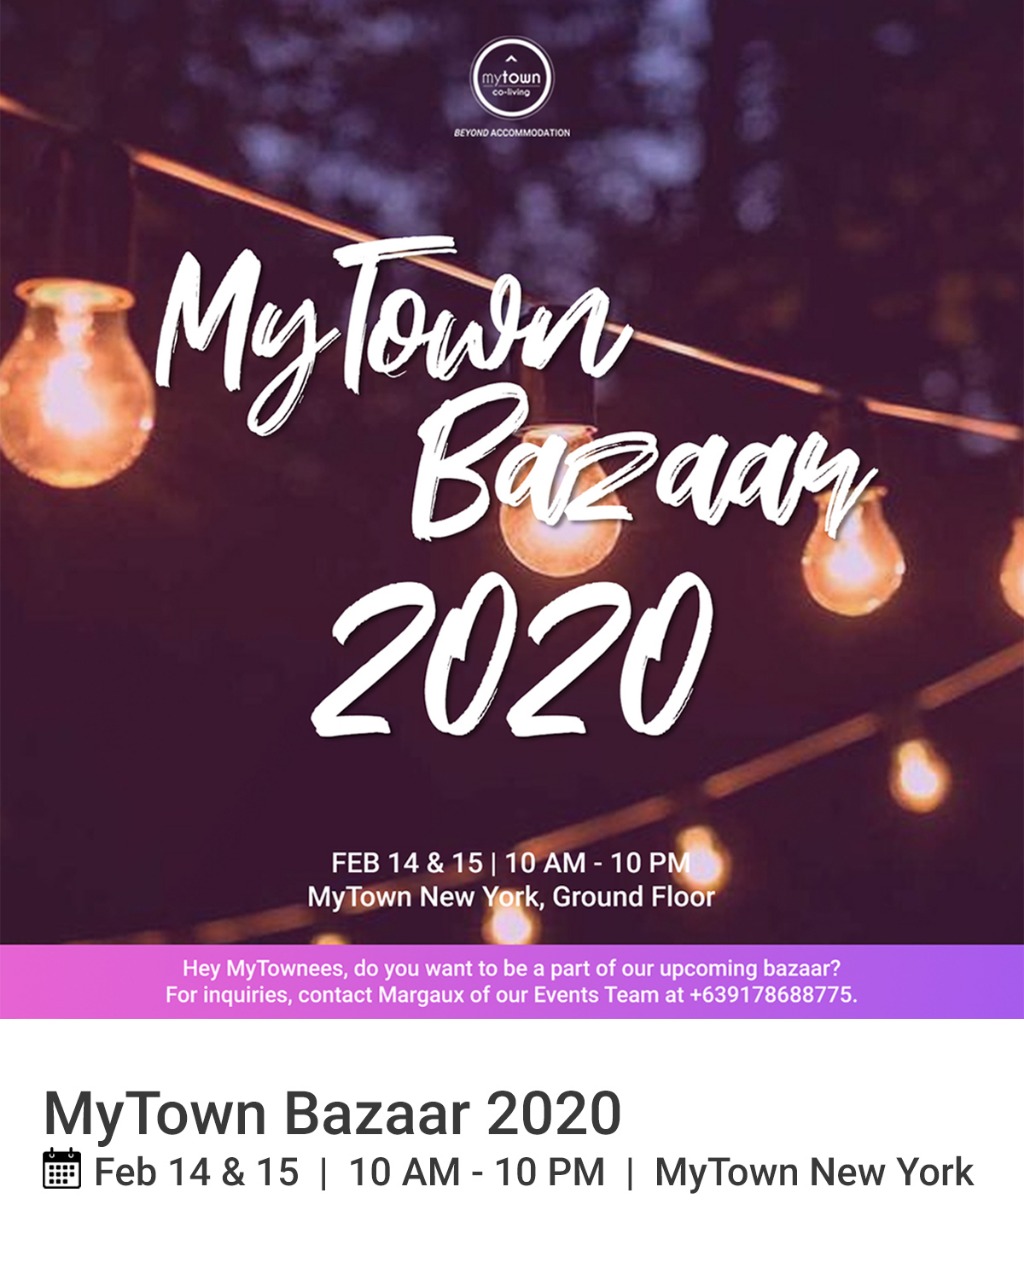 mytown
co-living
BEYOND ACCOMMODATION
MyTown
Bazaar
2020
FEB 14 & 15 | 10 AM - 10 PM
MyTown New York, Ground Floor
Hey MyTownees, do you want to be a part of our upcoming bazaar?
For inquiries, contact Margaux of our Events Team at +639178688775.
MyTown Bazaar 2020
Feb 14 & 15 | 10 AM - 10 PM | MyTown New York